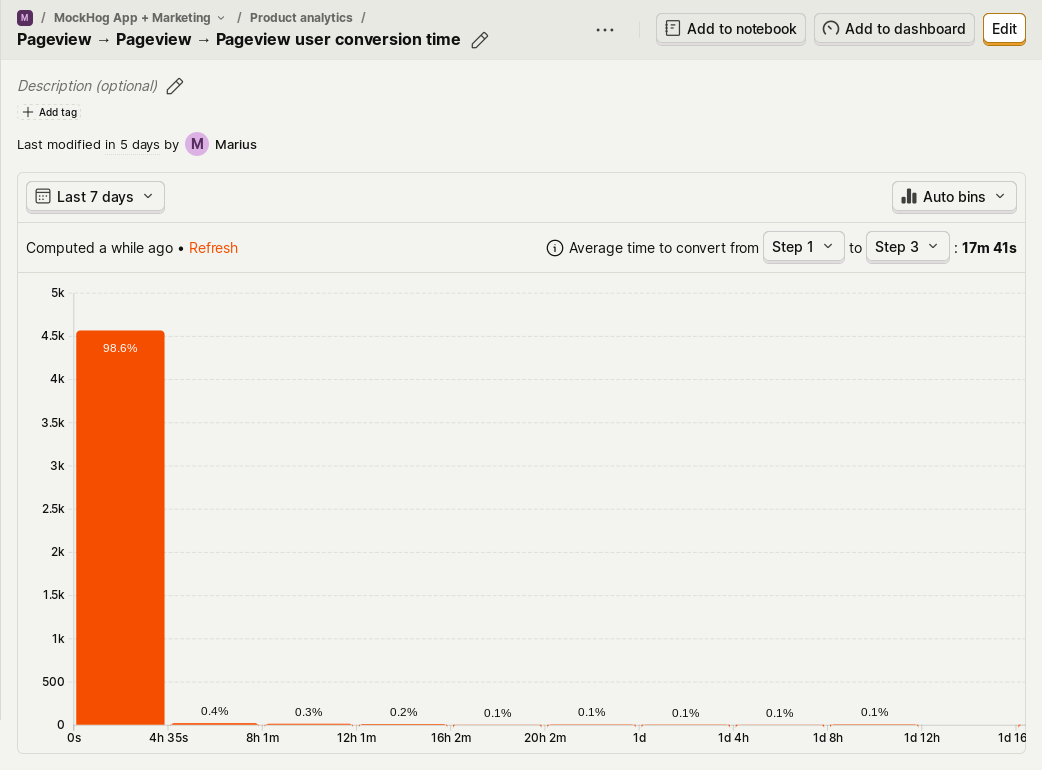 M / MockHog App + Marketing / Product analytics /
Pageview → Pageview → Pageview user conversion time
Add to notebook
Add to dashboard
Edit
Description (optional)
+ Add tag
Last modified in 5 days by M Marius
Last 7 days
Auto bins
Computed a while ago • Refresh
Average time to convert from Step 1 to Step 3 : 17m 41s
5k
4.5k
98.6%
4k
3.5k
3k
2.5k
2k
1.5k
1k
500
0.4% 0.3% 0.2% 0.1% 0.1% 0.1% 0.1% 0.1%
0
0s 4h 35s 8h 1m 12h 1m 16h 2m 20h 2m 1d 1d 4h 1d 8h 1d 12h 1d 16